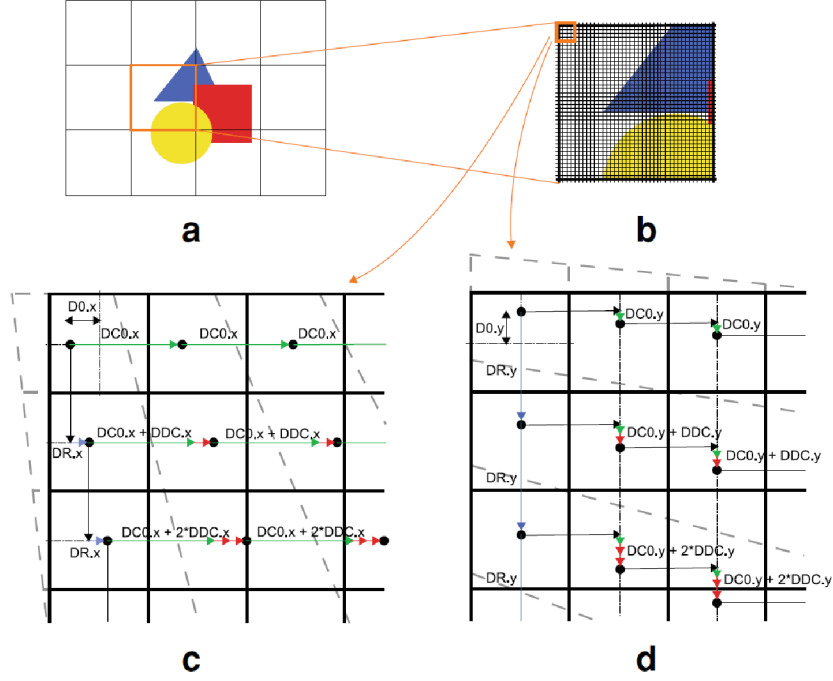 a
b
D0.x
DC0.x
DC0.x
DC0.x
DC0.x + DDC.x
DC0.x + DDC.x
DR.x
DC0.x + 2*DDC.x
DC0.x + 2*DDC.x
DR.x
c
D0.y
DC0.y
DC0.y
DR.y
DC0.y + DDC.y
DC0.y + DDC.y
DR.y
DC0.y + 2*DDC.y
DC0.y + 2*DDC.y
d